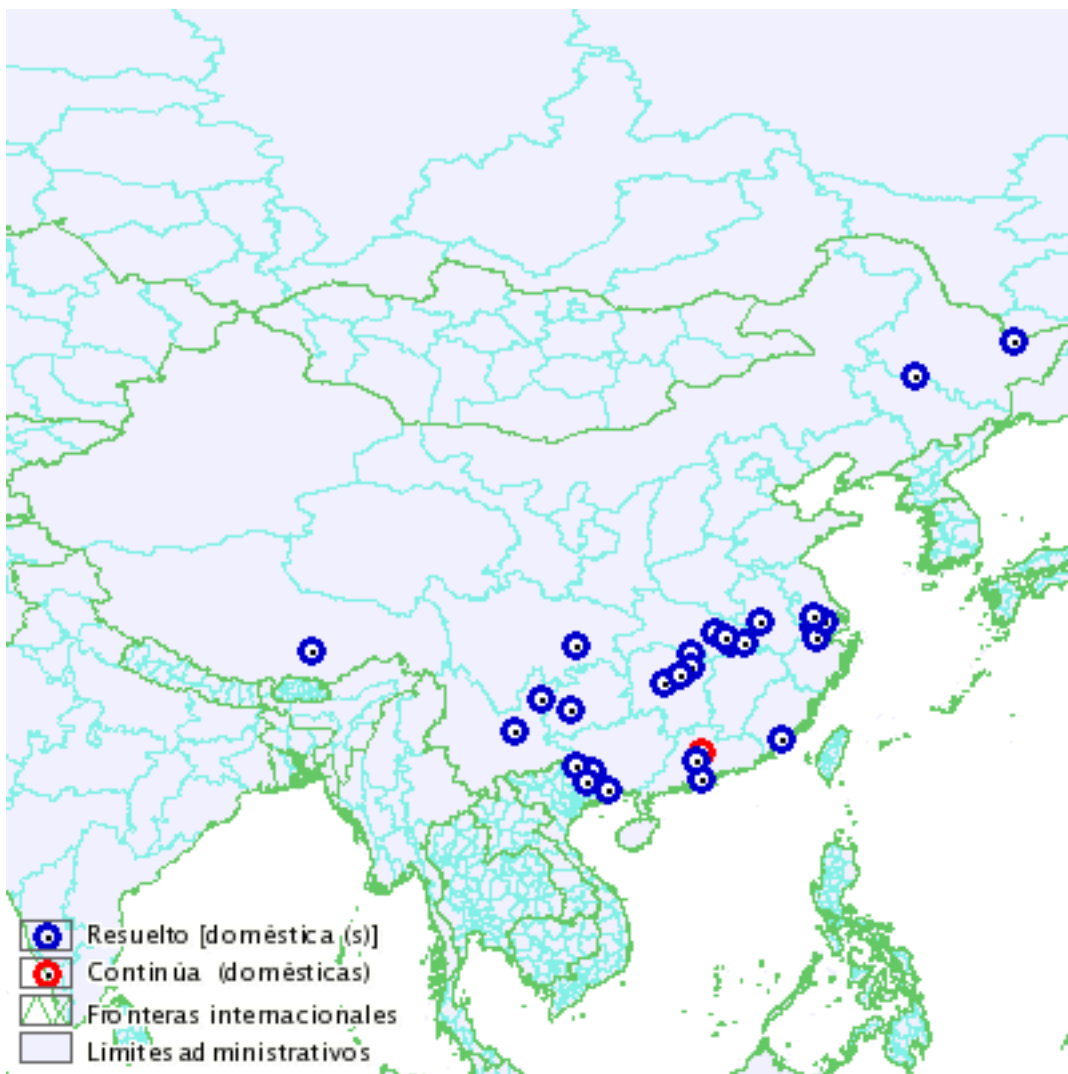 Resuelto [doméstica (s)]
Continúa (domésticas)
Fronteras internacionales
Límites administrativos